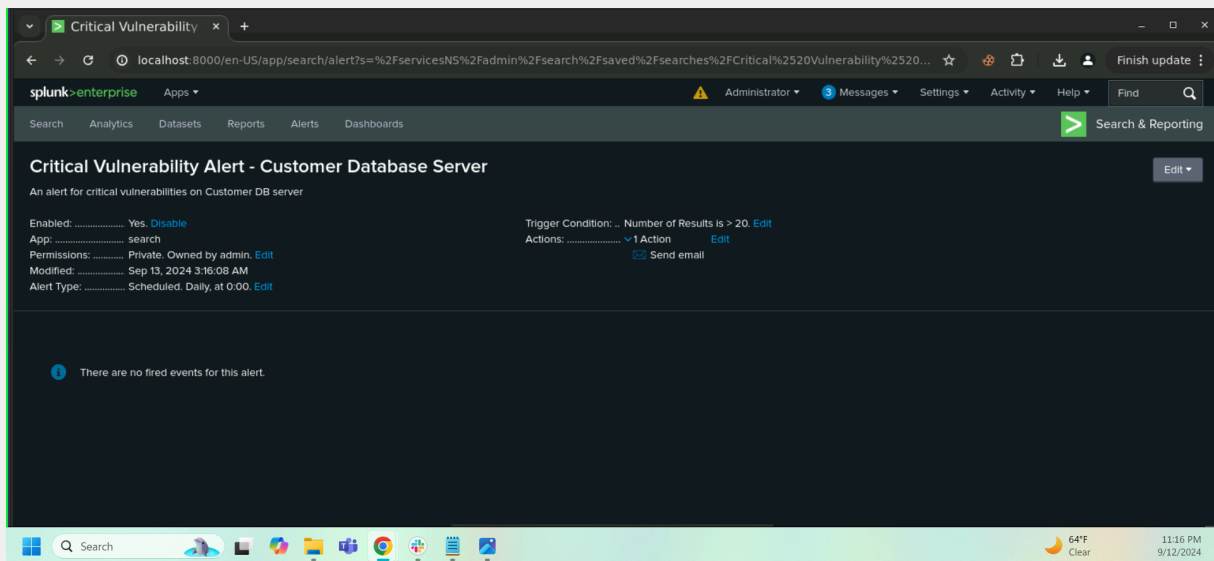 Critical Vulnerability
localhost:8000/en-US/app/search/alert?s=%2FservicesNS%2Fadmin%2Fsearch%2Fsaved%2Fsearches%2FCritical%2520Vulnerability%2520...
Finish update
splunk>enterprise Apps Administrator 3 Messages Settings Activity Help Find
Search Analytics Datasets Reports Alerts Dashboards Search & Reporting
Critical Vulnerability Alert - Customer Database Server Edit
An alert for critical vulnerabilities on Customer DB server
Enabled: .................. Yes. Disable
App: .......................... search
Permissions: ........... Private. Owned by admin. Edit
Modified: .................. Sep 13, 2024 3:16:08 AM
Alert Type: ............... Scheduled. Daily, at 0:00. Edit
Trigger Condition: .. Number of Results is > 20. Edit
Actions: .................... 1 Action Edit
Send email
There are no fired events for this alert.
Search
64°F
Clear
11:16 PM
9/12/2024